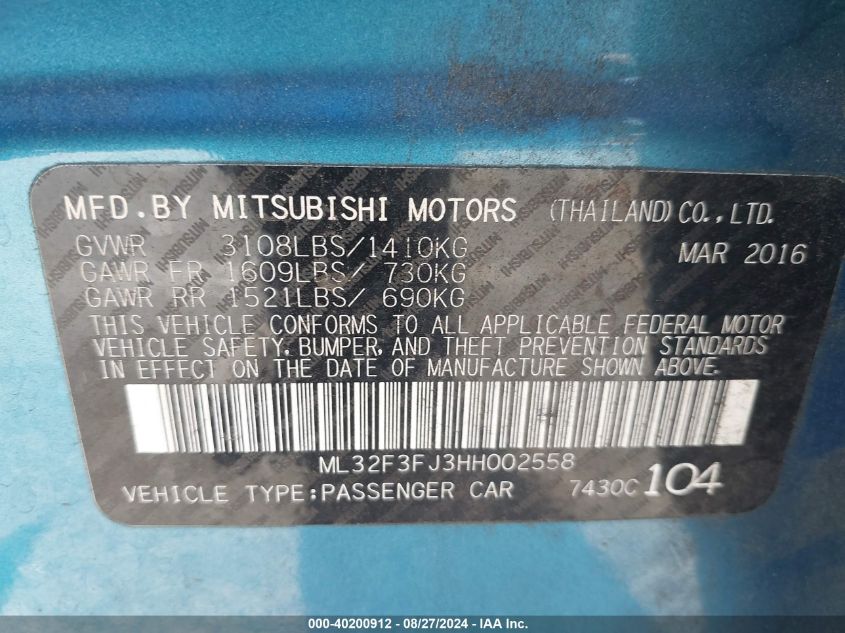 MFD.BY MITSUBISHI MOTORS (THAILAND) CO.,LTD.
GVWR 3108LBS/1410KG MAR 2016
GAWR FR 1609LBS/ 730KG
GAWR RR 1521LBS/ 690KG
THIS VEHICLE CONFORMS TO ALL APPLICABLE FEDERAL MOTOR
VEHICLE SAFETY, BUMPER, AND THEFT PREVENTION STANDARDS
IN EFFECT ON THE DATE OF MANUFACTURE SHOWN ABOVE.
ML32F3FJ3HH002558
VEHICLE TYPE:PASSENGER CAR 7430C 104
000-40200912 - 08/27/2024 - IAA Inc.